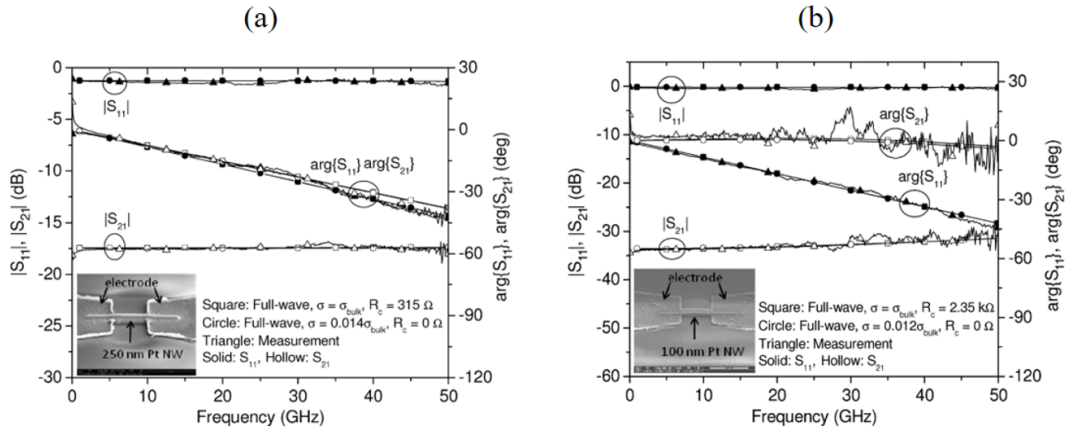 (a)
(b)
0
-5
-10
-15
-20
-25
-30
|S11|, |S21| (dB)
30
0
-30
-60
-90
-120
arg{S11}, arg{S21} (deg)
|S11|
arg{S11} arg{S21}
|S21|
electrode
250 nm Pt NW
Square: Full-wave, σ = σbulk, Rc = 315 Ω
Circle: Full-wave, σ = 0.014σbulk, Rc = 0 Ω
Triangle: Measurement
Solid: S11, Hollow: S21
0 10 20 30 40 50
Frequency (GHz)
0
-10
-20
-30
-40
-50
-60
|S11|, |S21| (dB)
30
0
-30
-60
-90
-120
arg{S11}, arg{S21} (deg)
|S11|
arg{S21}
arg{S11}
|S21|
electrode
100 nm Pt NW
Square: Full-wave, σ = σbulk, Rc = 2.35 kΩ
Circle: Full-wave, σ = 0.012σbulk, Rc = 0 Ω
Triangle: Measurement
Solid: S11, Hollow: S21
0 10 20 30 40 50
Frequency (GHz)